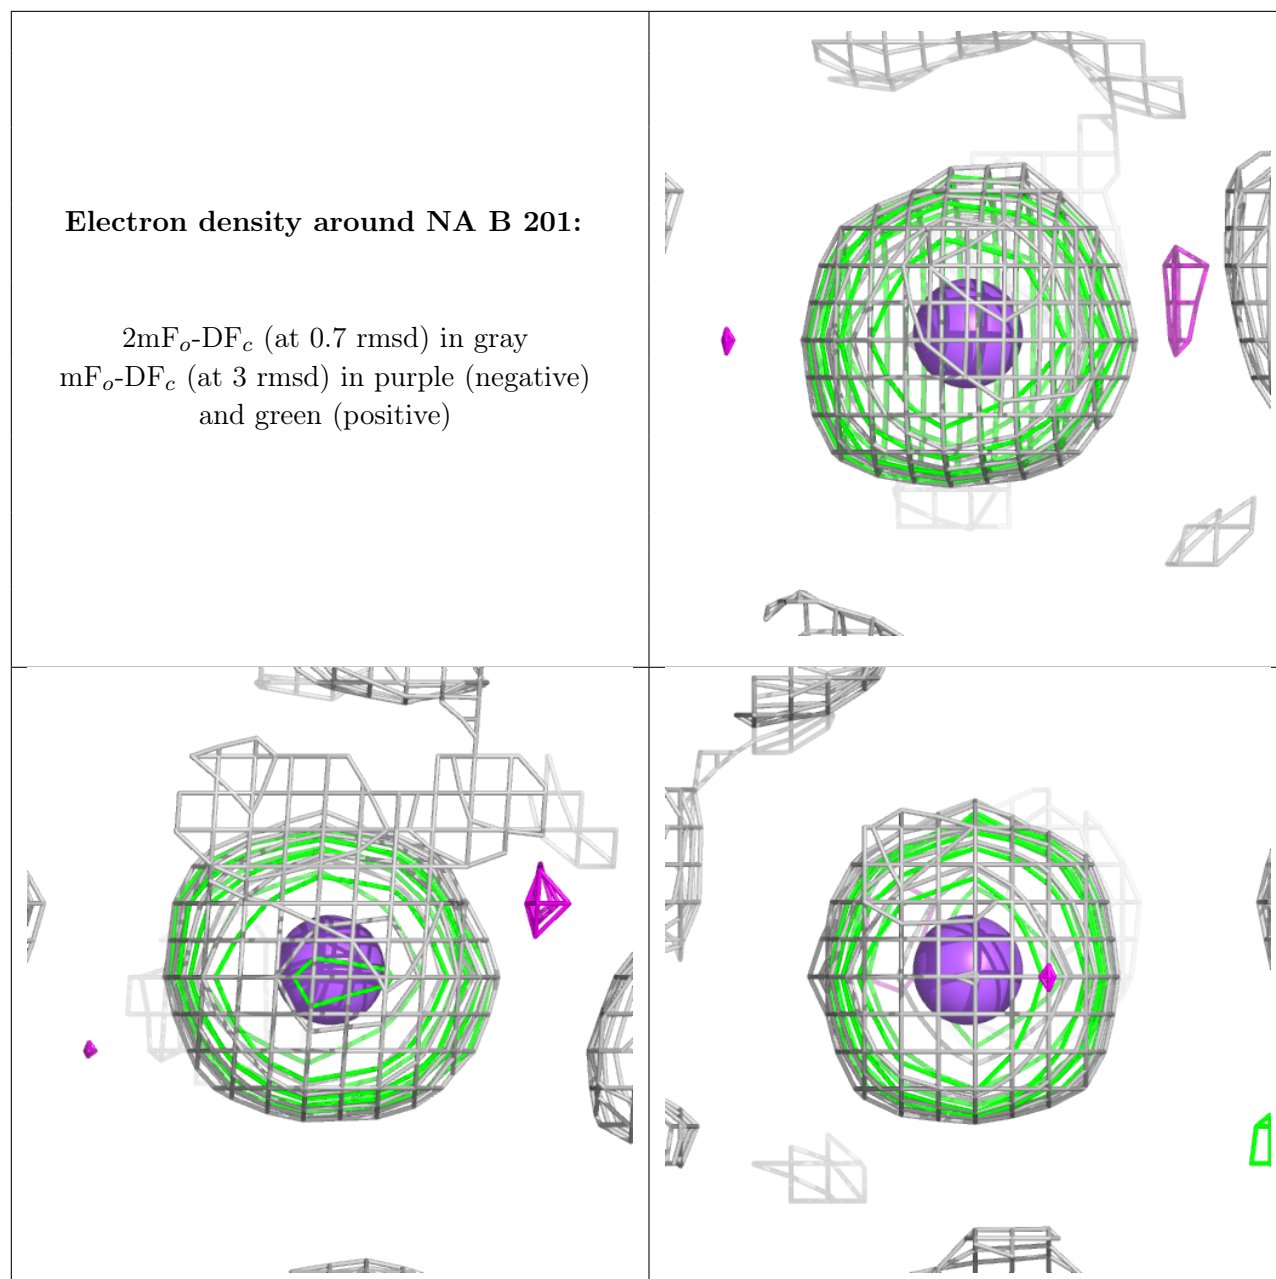 Electron density around NA B 201:
2mFo-DFc (at 0.7 rmsd) in gray
mFo-DFc (at 3 rmsd) in purple (negative)
and green (positive)